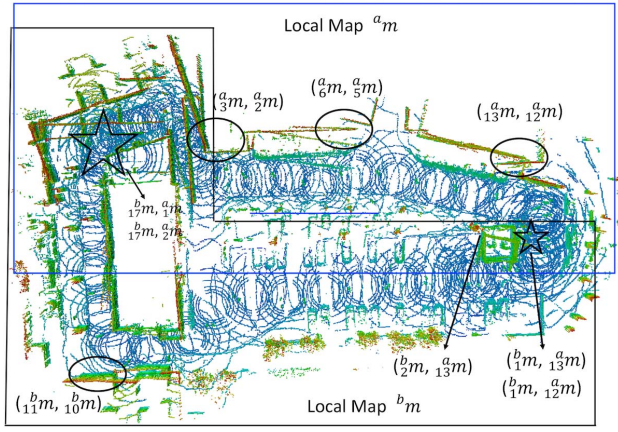 Local Map ᵃm
(ᵃ₃m, ᵃ₂m)
(ᵃ₆m, ᵃ₅m)
(ᵃ₁₃m, ᵃ₁₂m)
ᵇ₁₇m, ᵃ₁m
ᵇ₁₇m, ᵃ₂m
(ᵇ₂m, ᵃ₁₃m)
(ᵇ₁m, ᵃ₁₃m)
(ᵇ₁m, ᵃ₁₂m)
(ᵇ₁₁m, ᵇ₁₀m)
Local Map ᵇm